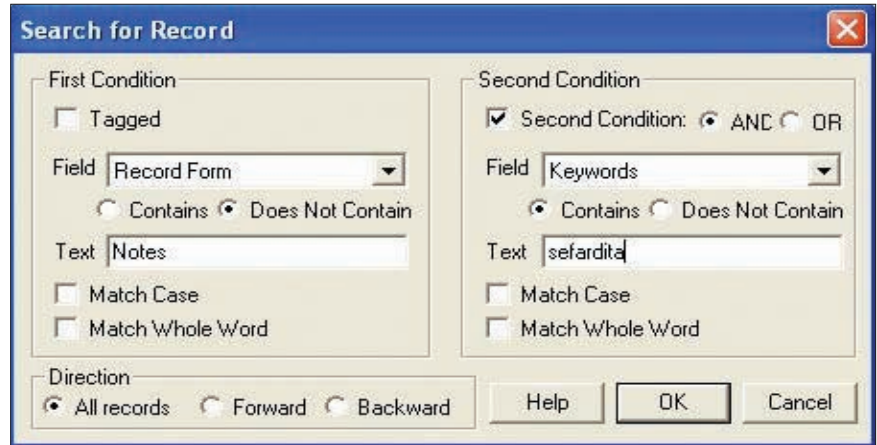 Search for Record
First Condition
Tagged
Field Record Form
Contains Does Not Contain
Text Notes
Match Case
Match Whole Word
Second Condition
Second Condition: AND OR
Field Keywords
Contains Does Not Contain
Text sefardita
Match Case
Match Whole Word
Direction
All records Forward Backward
Help OK Cancel